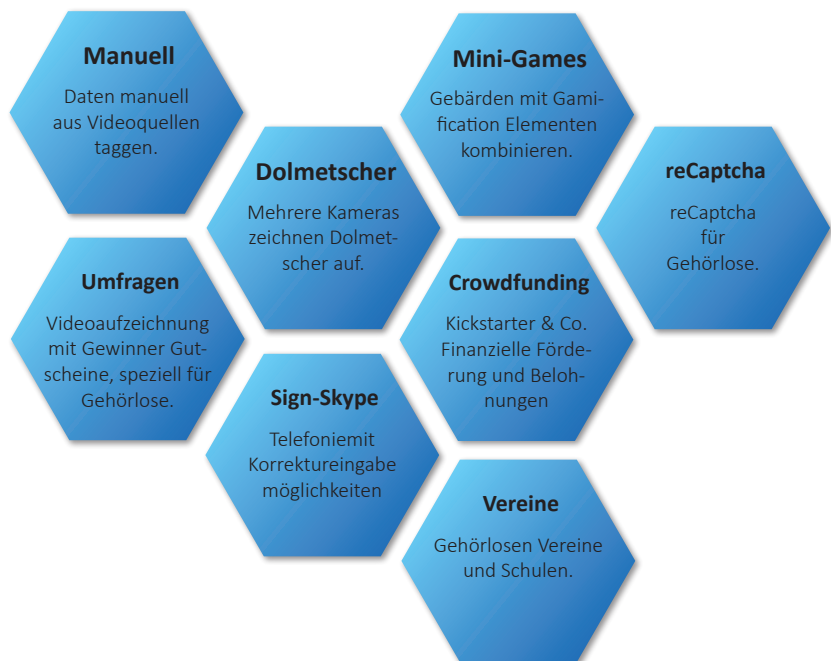 Manuell
Daten manuell
aus Videoquellen
taggen.
Mini-Games
Gebärden mit Gami-
fication Elementen
kombinieren.
Dolmetscher
Mehrere Kameras
zeichnen Dolmet-
scher auf.
reCaptcha
reCaptcha
für
Gehörlose.
Umfragen
Videoaufzeichnung
mit Gewinner Gut-
scheine, speziell für
Gehörlose.
Crowdfunding
Kickstarter & Co.
Finanzielle Förde-
rung und Beloh-
nungen
Sign-Skype
Telefoniemit
Korrektureingabe
möglichkeiten
Vereine
Gehörlosen Vereine
und Schulen.